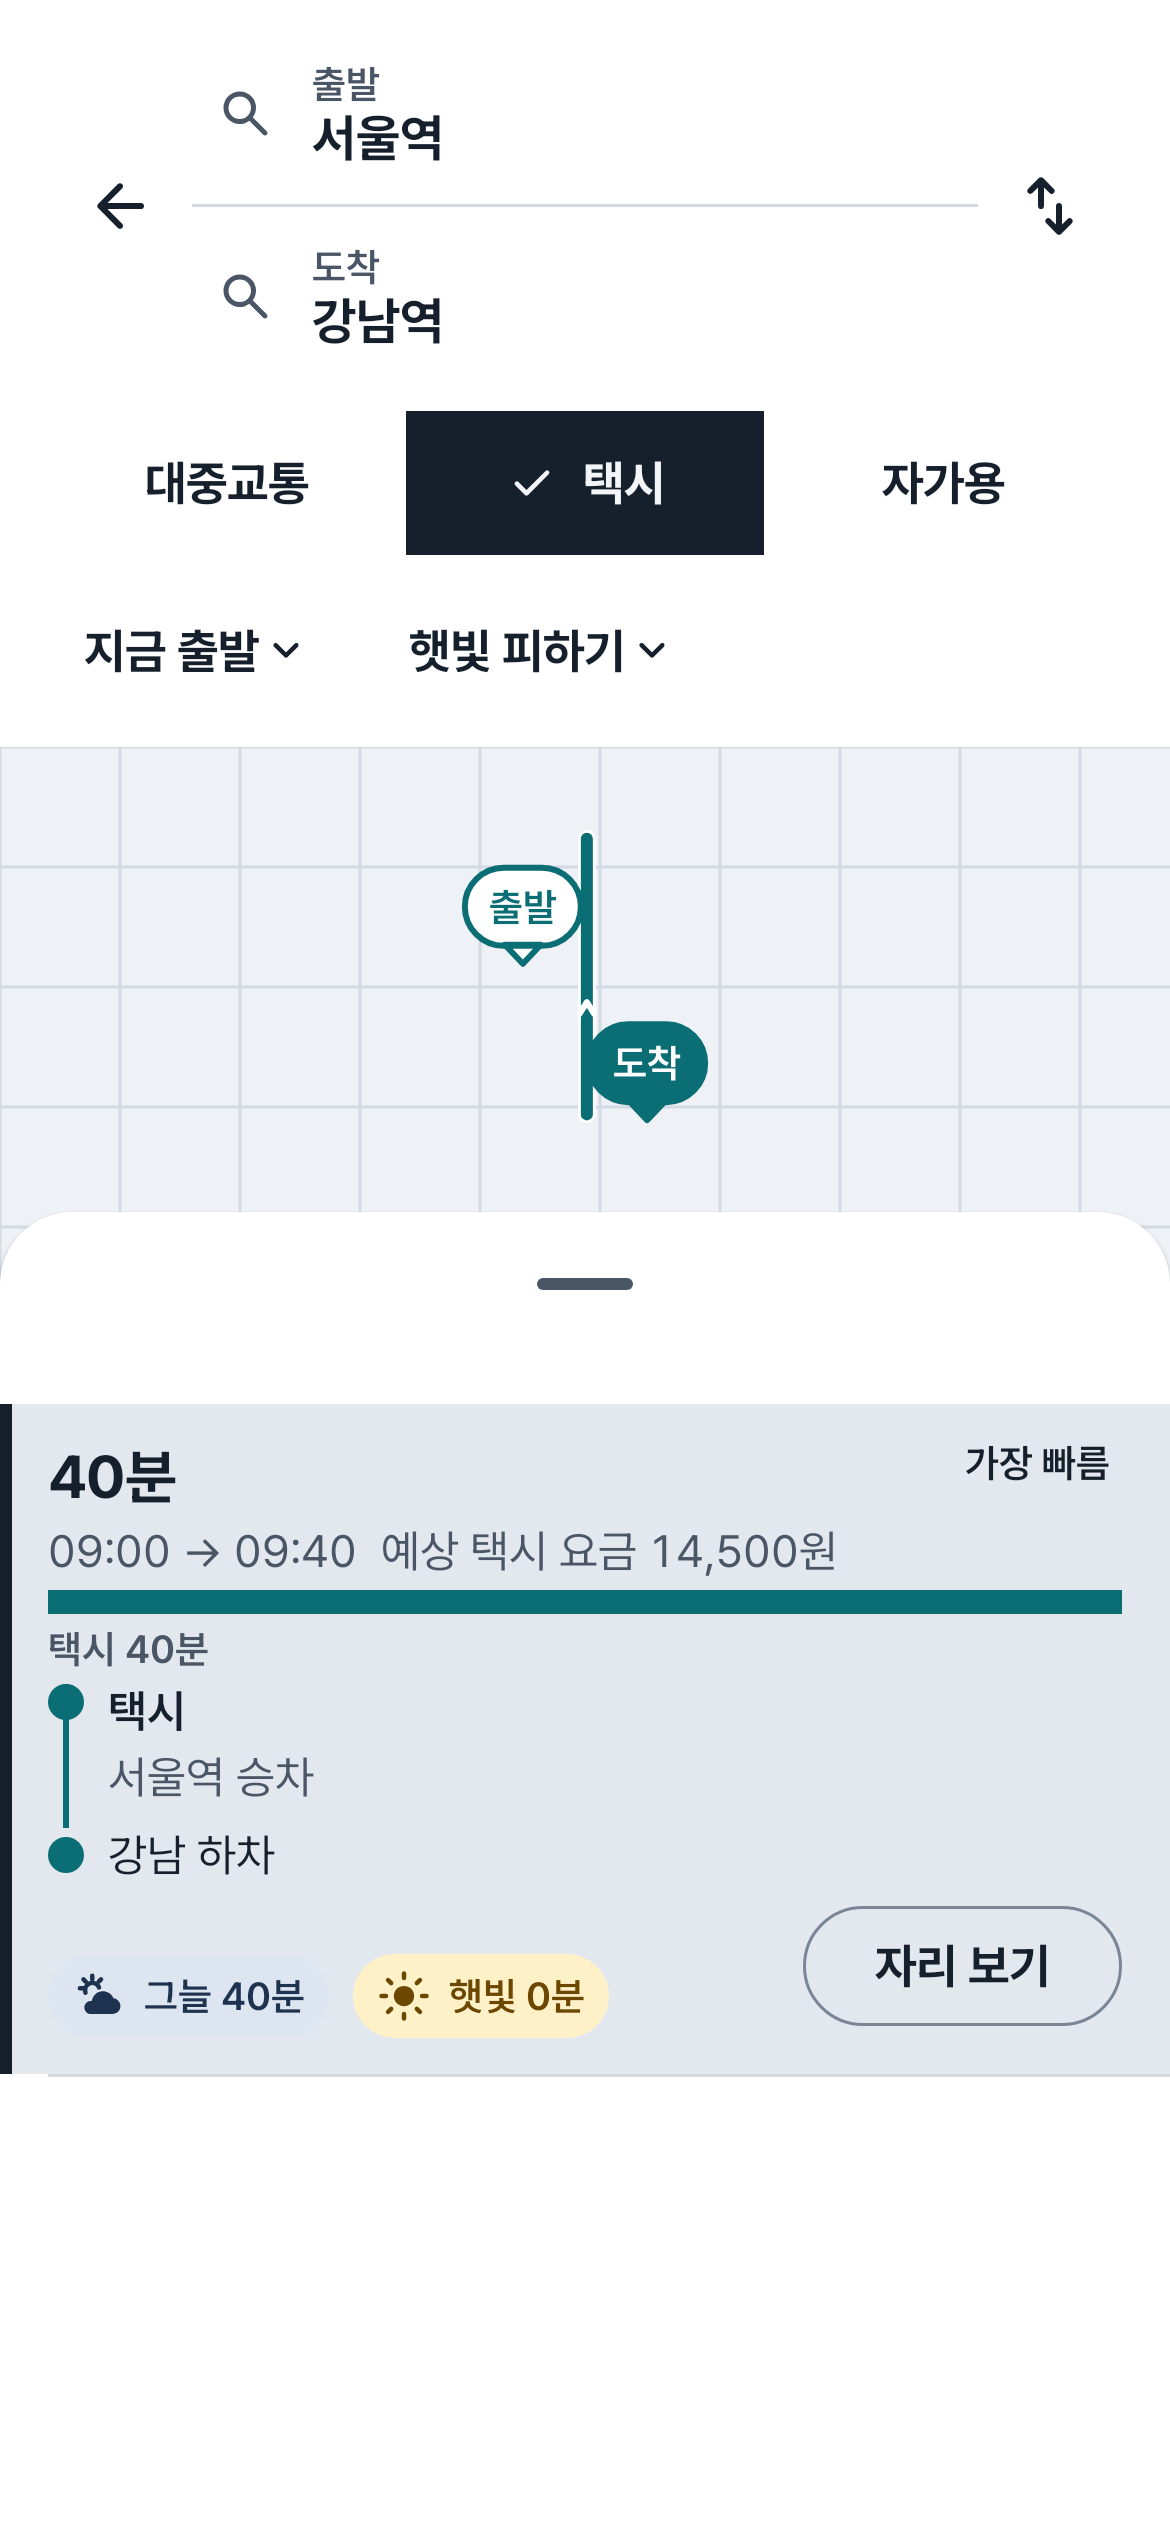 출발
서울역
도착
강남역
대중교통
택시
자가용
지금 출발
햇빛 피하기
출발
도착
40분
가장 빠름
09:00 → 09:40 예상 택시 요금 14,500원
택시 40분
택시
서울역 승차
강남 하차
자리 보기
그늘 40분
햇빛 0분